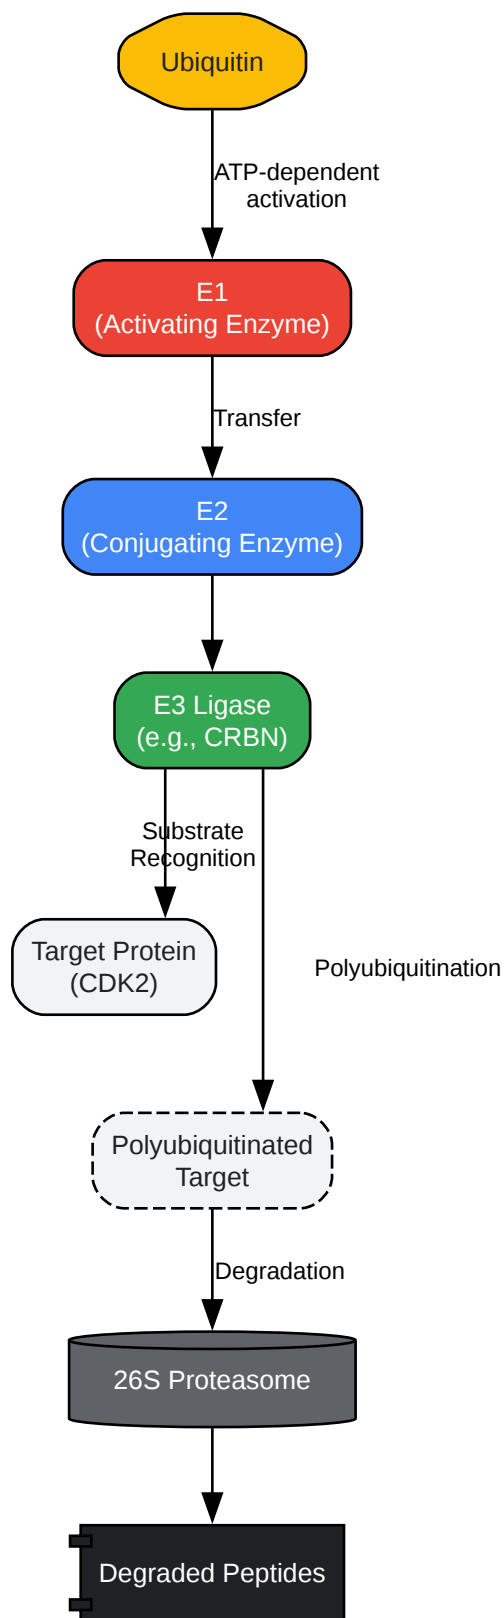 Ubiquitin
ATP-dependent
activation
E1
(Activating Enzyme)
Transfer
E2
(Conjugating Enzyme)
E3 Ligase
(e.g., CRBN)
Substrate
Recognition
Target Protein
(CDK2)
Polyubiquitination
Polyubiquitinated
Target
Degradation
26S Proteasome
Degraded Peptides